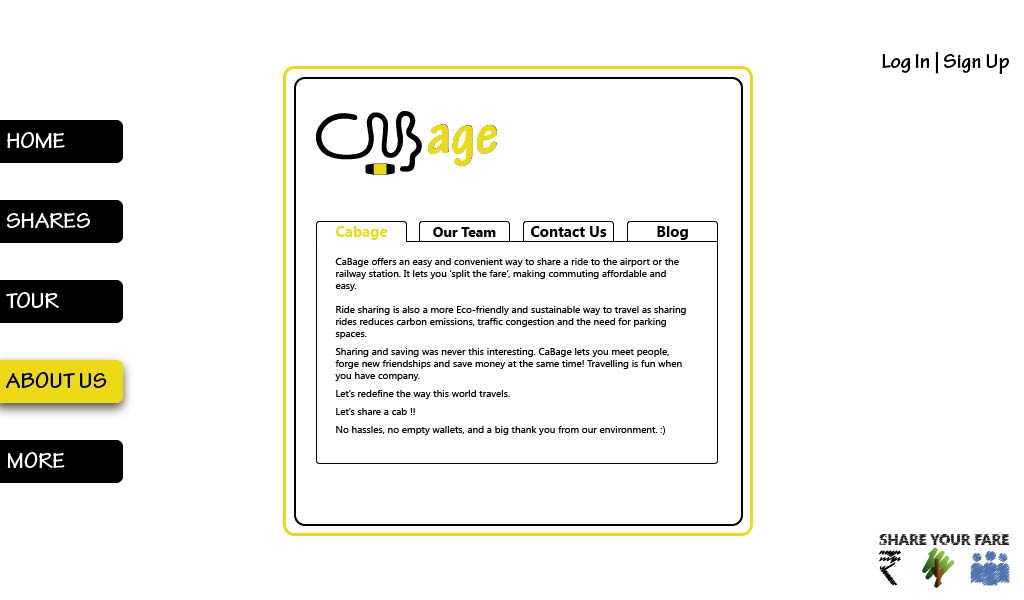 Log In | Sign Up
HOME
SHARES
TOUR
ABOUT US
MORE
CaBage
Cabage
Our Team
Contact Us
Blog
CaBage offers an easy and convenient way to share a ride to the airport or the
railway station. It lets you ‘split the fare’, making commuting affordable and
easy.
Ride sharing is also a more Eco-friendly and sustainable way to travel as sharing
rides reduces carbon emissions, traffic congestion and the need for parking
spaces.
Sharing and saving was never this interesting. CaBage lets you meet people,
forge new friendships and save money at the same time! Travelling is fun when
you have company.
Let’s redefine the way this world travels.
Let’s share a cab !!
No hassles, no empty wallets, and a big thank you from our environment. :)
SHARE YOUR FARE
₹